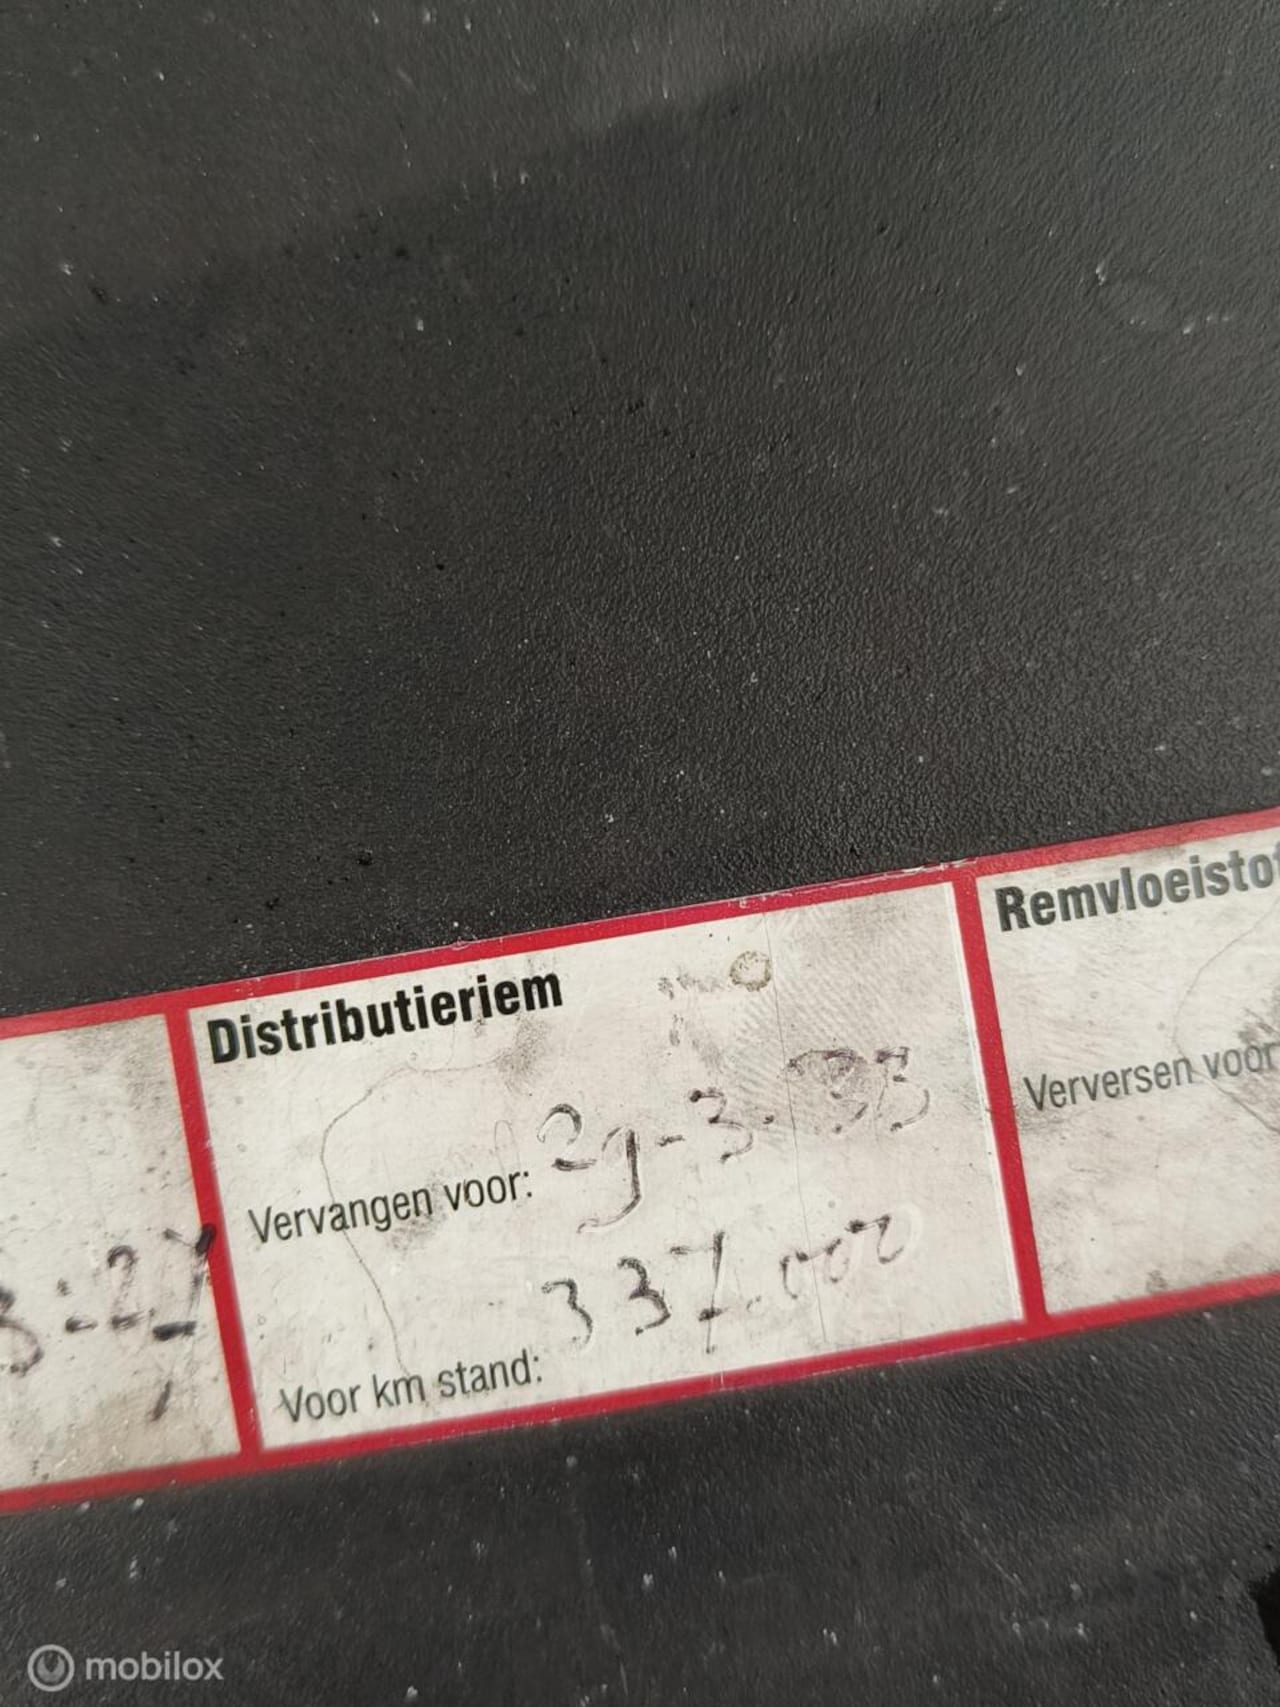 Distributieriem
Vervangen voor: 29-3-33
Voor km stand: 337.000
Remvloeistof
Verversen voor
mobilox